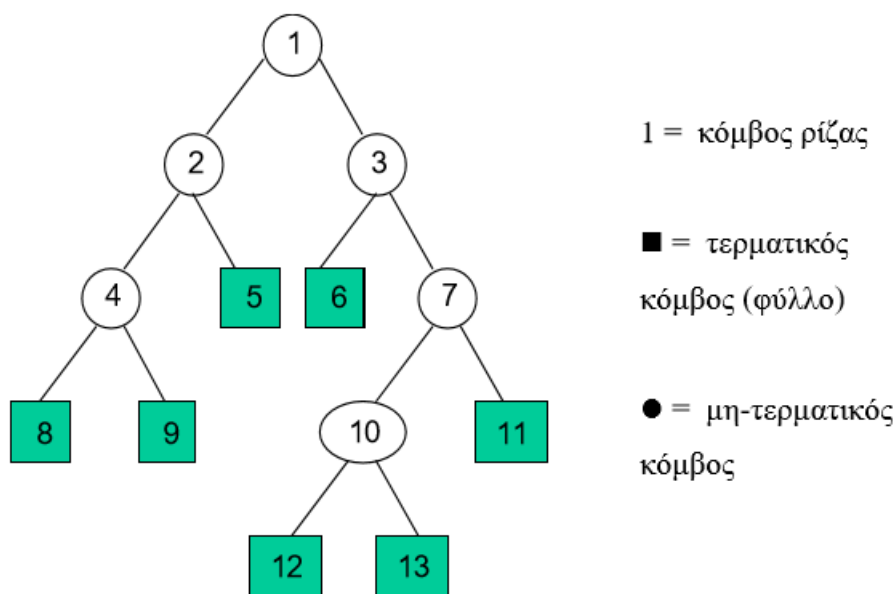 1
2 3
4 5 6 7
8 9 10 11
12 13
1 = κόμβος ρίζας
■ = τερματικός
κόμβος (φύλλο)
● = μη-τερματικός
κόμβος